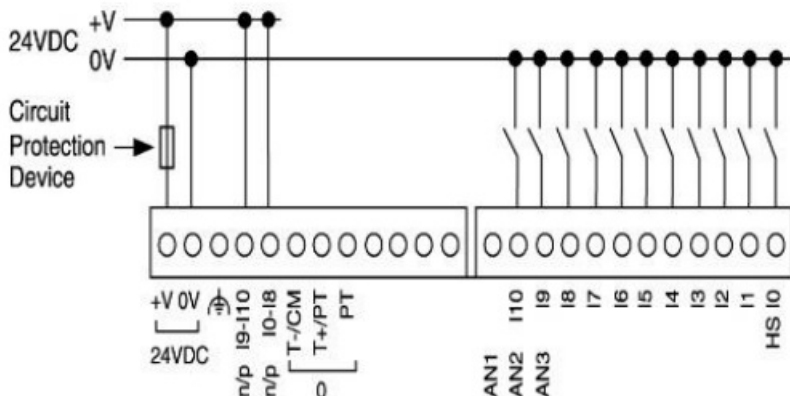 +V
24VDC
0V
Circuit
Protection
Device
+V 0V
24VDC
n/p I9-I10
n/p I0-I8
T-/CM
T+/PT
PT
0
AN1
AN2 I10
AN3 I9
I8
I7
I6
I5
I4
I3
I2
I1
HS I0